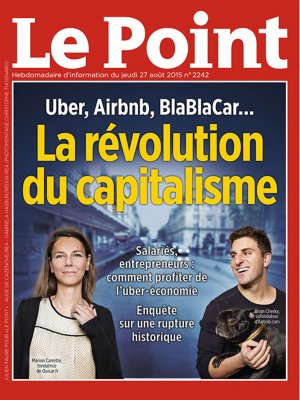 Le Point
Hebdomadaire d'information du jeudi 27 août 2015 n° 2242
Uber, Airbnb, BlaBlaCar...
La révolution
du capitalisme
Salariés,
entrepreneurs :
comment profiter de
l'über-économie
Enquête
sur une rupture
historique
Marion Carrette,
fondatrice
de Ouicar.fr
Brian Chesky,
cofondateur
d'Airbnb.com